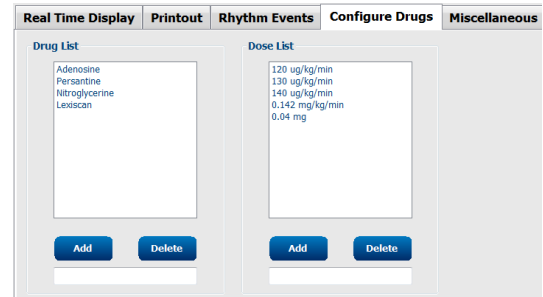 Real Time Display Printout Rhythm Events Configure Drugs Miscellaneous
Drug List
Adenosine
Persantine
Nitroglycerine
Lexiscan
Add Delete
Dose List
120 ug/kg/min
130 ug/kg/min
140 ug/kg/min
0.142 mg/kg/min
0.04 mg
Add Delete